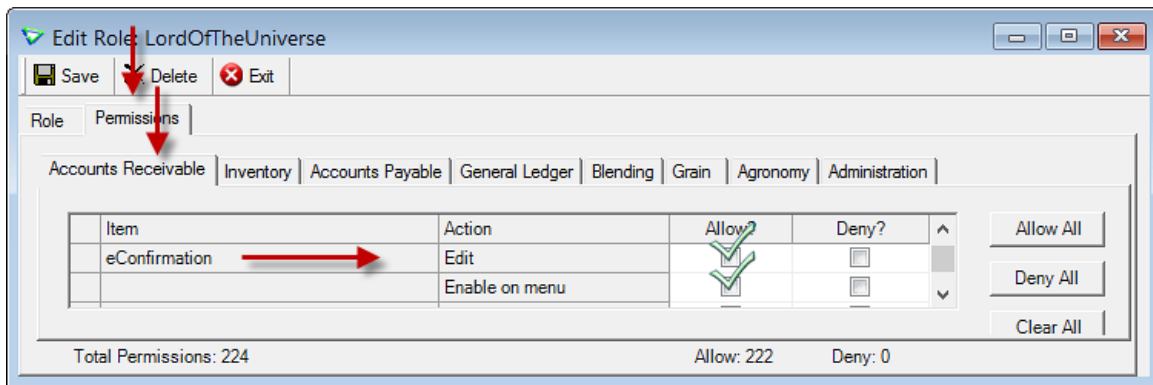 Edit Role: LordOfTheUniverse
Save Delete Exit
Role Permissions
Accounts Receivable Inventory Accounts Payable General Ledger Blending Grain Agronomy Administration
Item Action Allow? Deny? Allow All
eConfirmation Edit
Enable on menu Deny All
Clear All
Total Permissions: 224 Allow: 222 Deny: 0